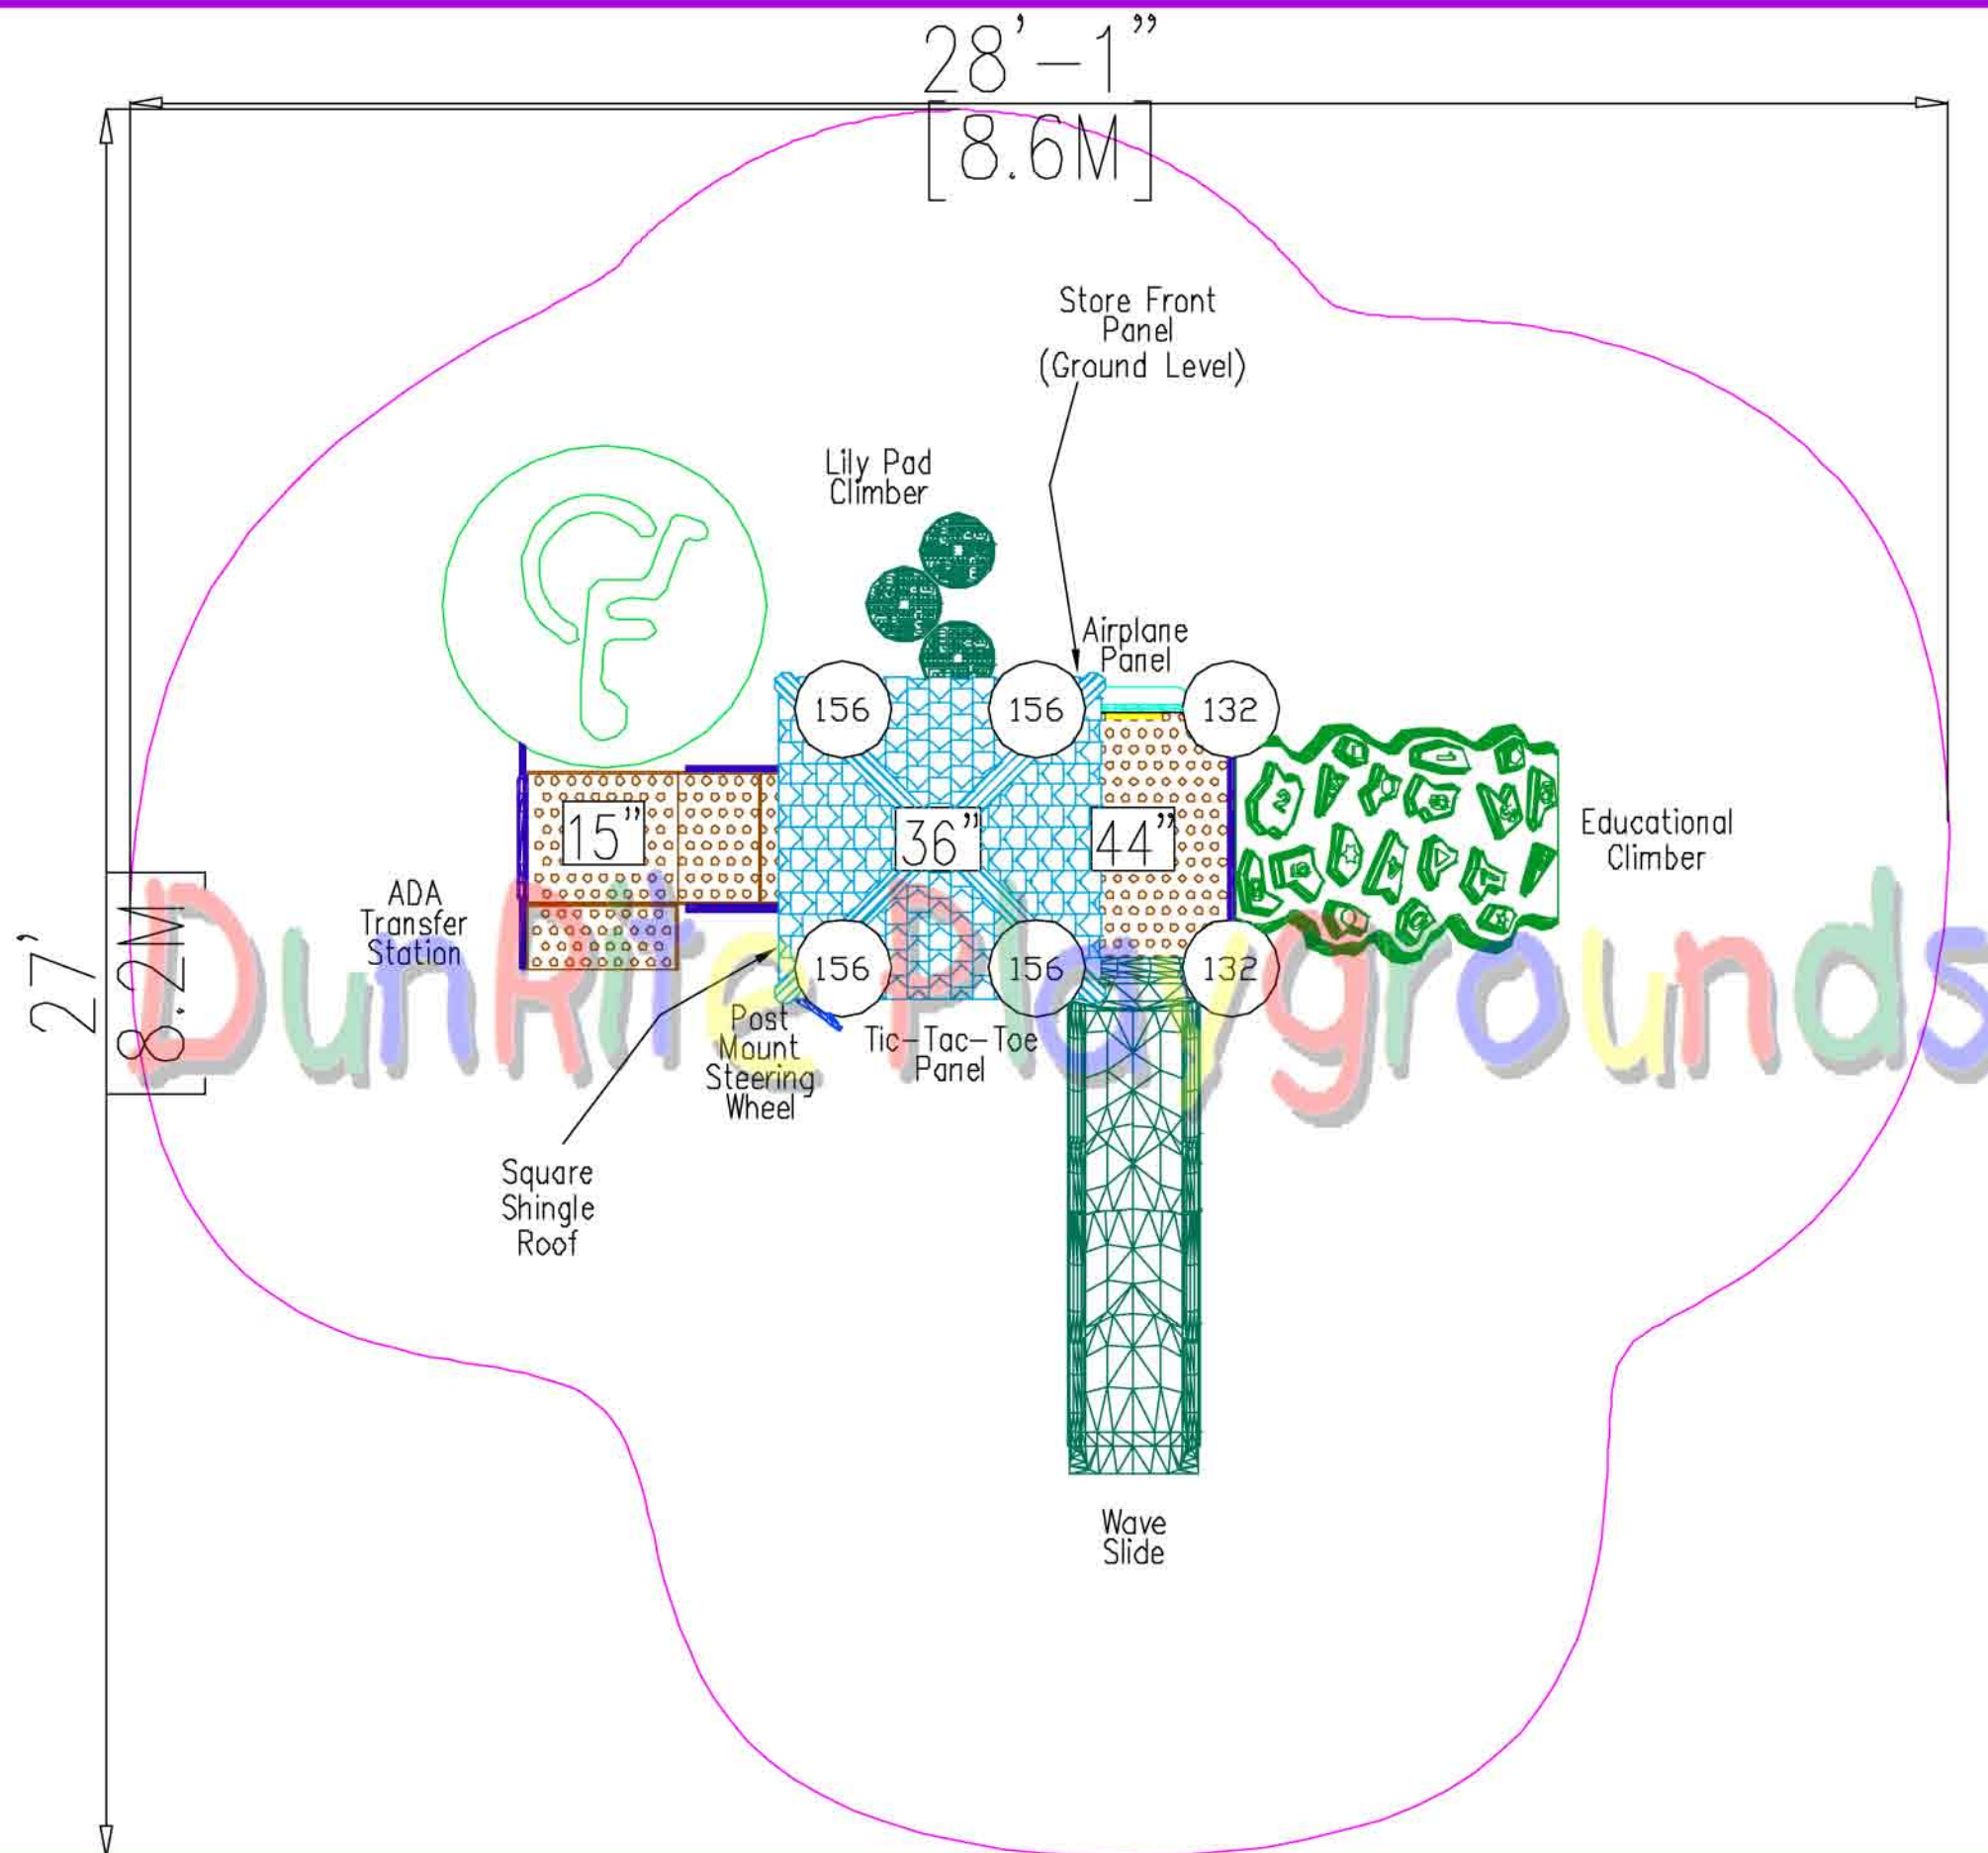 28'-1"
[8.6M]
Store Front
Panel
(Ground Level)
Lily Pad
Climber
Airplane
Panel
156
156
132
15"
36"
44"
Educational
Climber
ADA
Transfer
Station
27'
8.2M
Dunrite Playgrounds
156
156
132
Post
Mount
Steering
Wheel
Tic-Tac-Toe
Panel
Square
Shingle
Roof
Wave
Slide